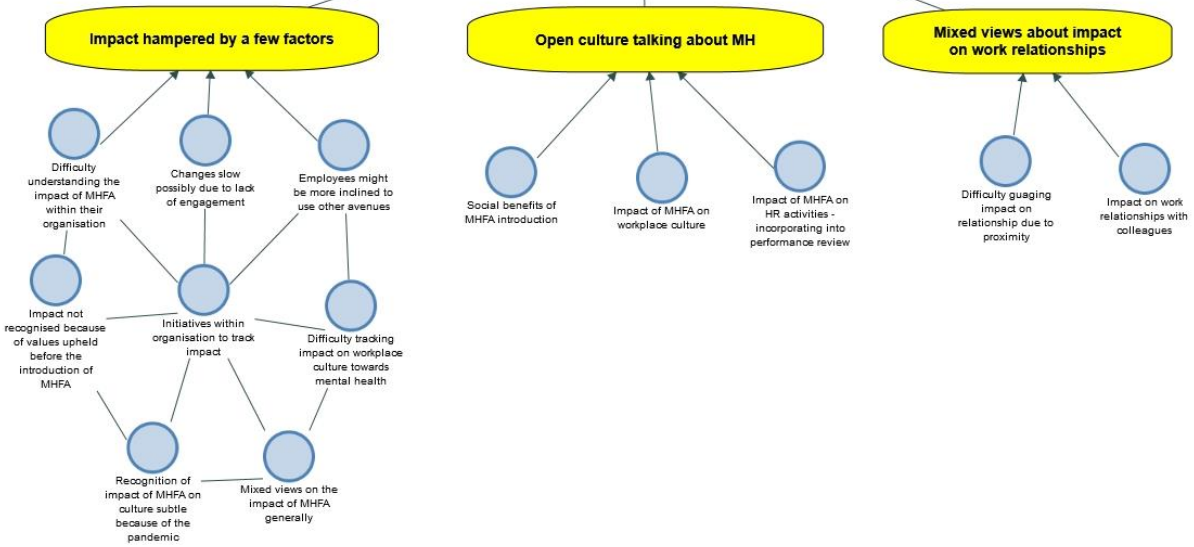 Impact hampered by a few factors
Open culture talking about MH
Mixed views about impact
on work relationships
Difficulty
understanding the
impact of MHFA
within their
organisation
Changes slow
possibly due to lack
of engagement
Employees might
be more inclined to
use other avenues
Impact not
recognised because
of values upheld
before the
introduction of
MHFA
Initiatives within
organisation to track
impact
Difficulty tracking
impact on workplace
culture towards
mental health
Recognition of
impact of MHFA on
culture subtle
because of the
pandemic
Mixed views on the
impact of MHFA
generally
Social benefits of
MHFA introduction
Impact of MHFA on
workplace culture
Impact of MHFA on
HR activities -
incorporating into
performance review
Difficulty guaging
impact on
relationship due to
proximity
Impact on work
relationships with
colleagues